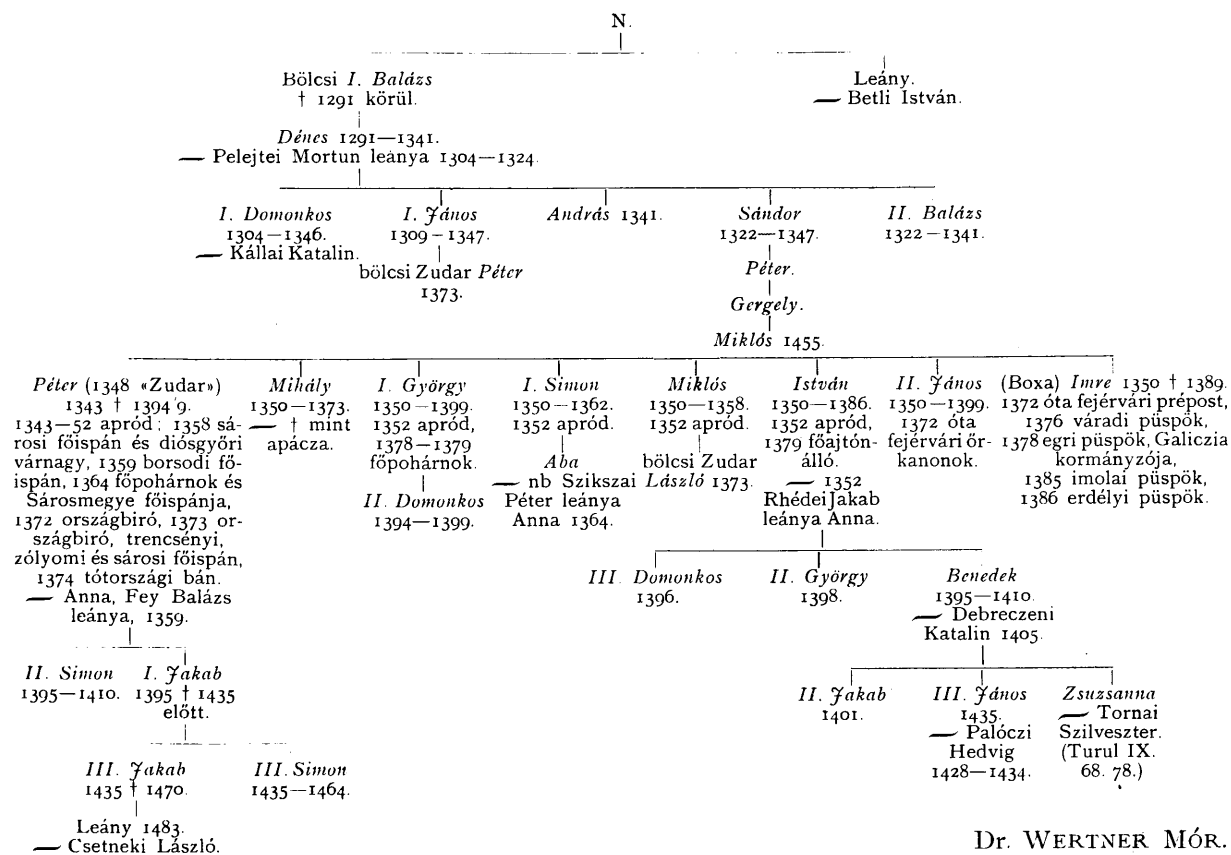 N.
Bölcsi I. Balázs
† 1291 körül.
Leány.
— Betli István.
Dénes 1291—1341.
— Pelejtei Mortun leánya 1304—1324.
I. Domonkos
1304—1346.
— Kállai Katalin.
I. János
1309—1347.
bölcsi Zudar Péter
1373.
András 1341.
Sándor
1322—1347.
Péter.
Gergely.
Miklós 1455.
II. Balázs
1322—1341.
Péter (1348 «Zudar»)
1343 † 1394/9.
1343—52 apród; 1358 sá-
rosi főispán és diósgyőri
várnagy, 1359 borsodi fő-
ispán, 1364 főpohárnok és
Sárosmegye főispánja,
1372 országbiró, 1373 or-
szágbiró, trencsényi,
zólyomi és sárosi főispán,
1374 tótországi bán.
— Anna, Fey Balázs
leánya, 1359.
Mihály
1350—1373.
— † mint
apácza.
I. György
1350—1399.
1352 apród,
1378—1379
főpohárnok.
II. Domonkos
1394—1399.
I. Simon
1350—1362.
1352 apród.
Aba
— nb Szikszai
Péter leánya
Anna 1364.
Miklós
1350—1358.
1352 apród.
bölcsi Zudar
László 1373.
István
1350—1386.
1352 apród,
1379 főajtón-
álló.
— 1352
Rhédei Jakab
leánya Anna.
II. János
1350—1399.
1372 óta
fejérvári őr-
kanonok.
(Boxa) Imre 1350 † 1389.
1372 óta fejérvári prépost,
1376 váradi püspök,
1378 egri püspök, Galiczia
kormányzója,
1385 imolai püspök,
1386 erdélyi püspök.
III. Domonkos
1396.
II. György
1398.
Benedek
1395—1410.
— Debreczeni
Katalin 1405.
II. Simon
1395—1410.
I. Jakab
1395 † 1435
előtt.
II. Jakab
1401.
III. János
1435.
— Palóczi
Hedvig
1428—1434.
Zsuzsanna
— Tornai
Szilveszter.
(Turul IX.
68. 78.)
III. Jakab
1435 † 1470.
III. Simon
1435—1464.
Leány 1483.
— Csetneki László.
Dr. WERTNER MÓR.